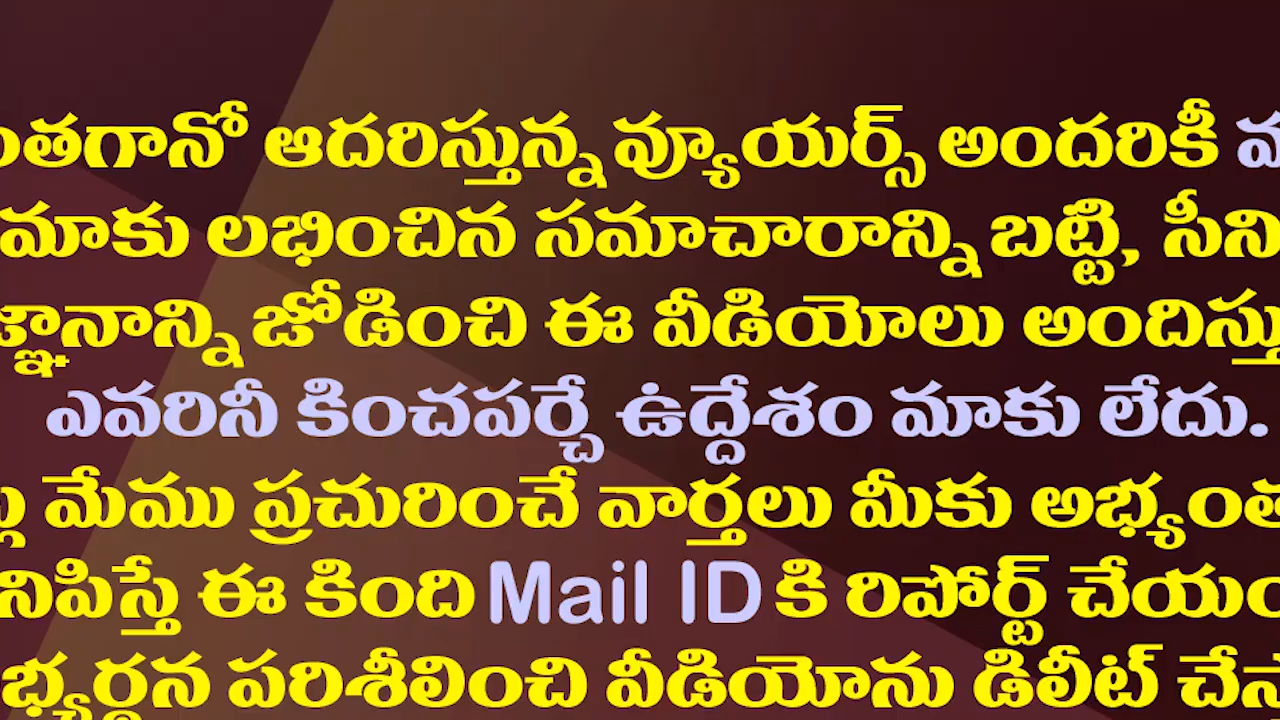 ఆదరిస్తున్న వ్యూయర్స్ అందరికీ
మాకు లభించిన సమాచారాన్ని బట్టి,
జోడించి ఈ వీడియోలు
ఎవరినీ కించపర్చే ఉద్దేశం మాకు లేదు.
మేము ప్రచురించే వార్తలు మీకు
ఈ కింది Mail ID కి రిపోర్ట్
పరిశీలించి వీడియోను డిలీట్